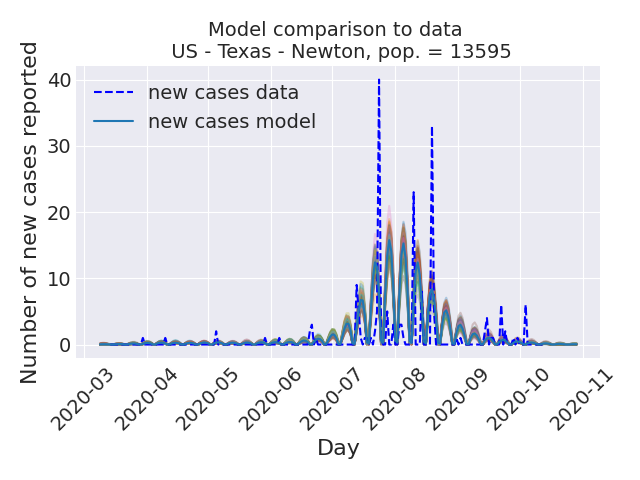 Model comparison to data
US - Texas - Newton, pop. = 13595
Number of new cases reported
40
30
20
10
0
new cases data
new cases model
2020-03
2020-04
2020-05
2020-06
2020-07
2020-08
2020-09
2020-10
2020-11
Day